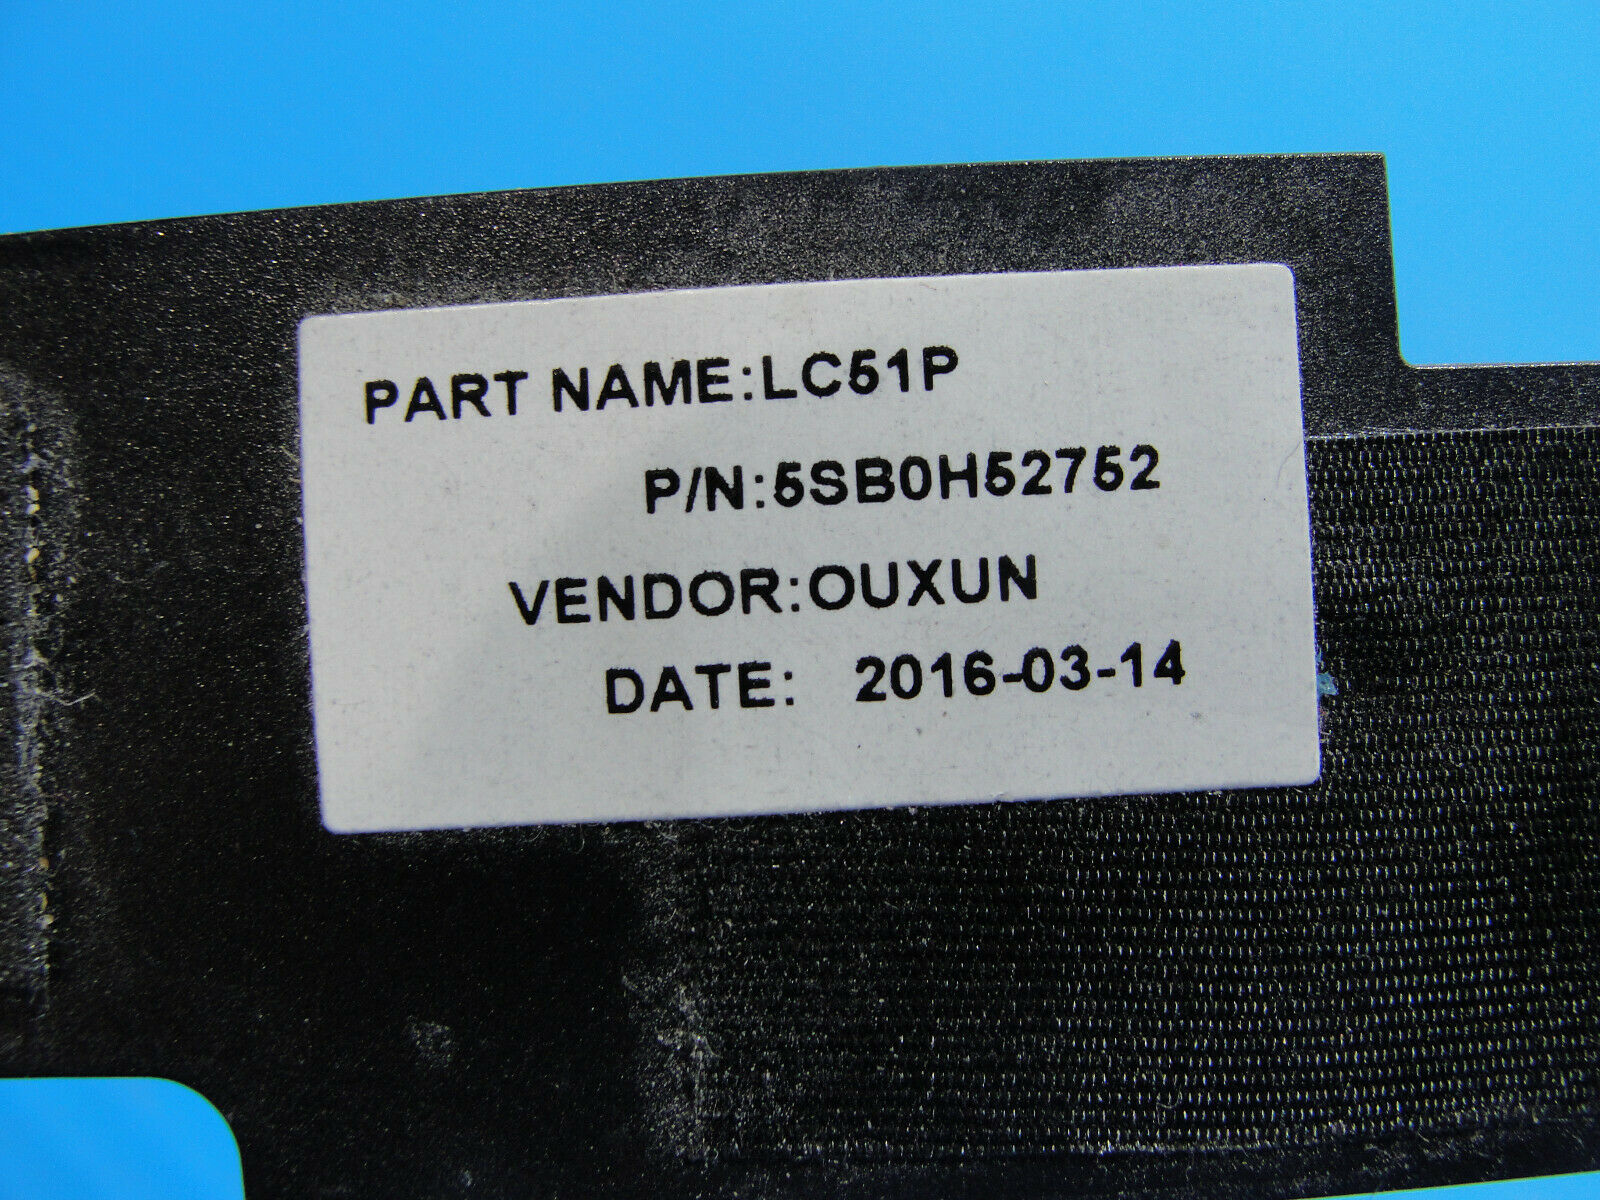 PART NAME:LC51P
P/N:5SB0H52752
VENDOR:OUXUN
DATE: 2016-03-14